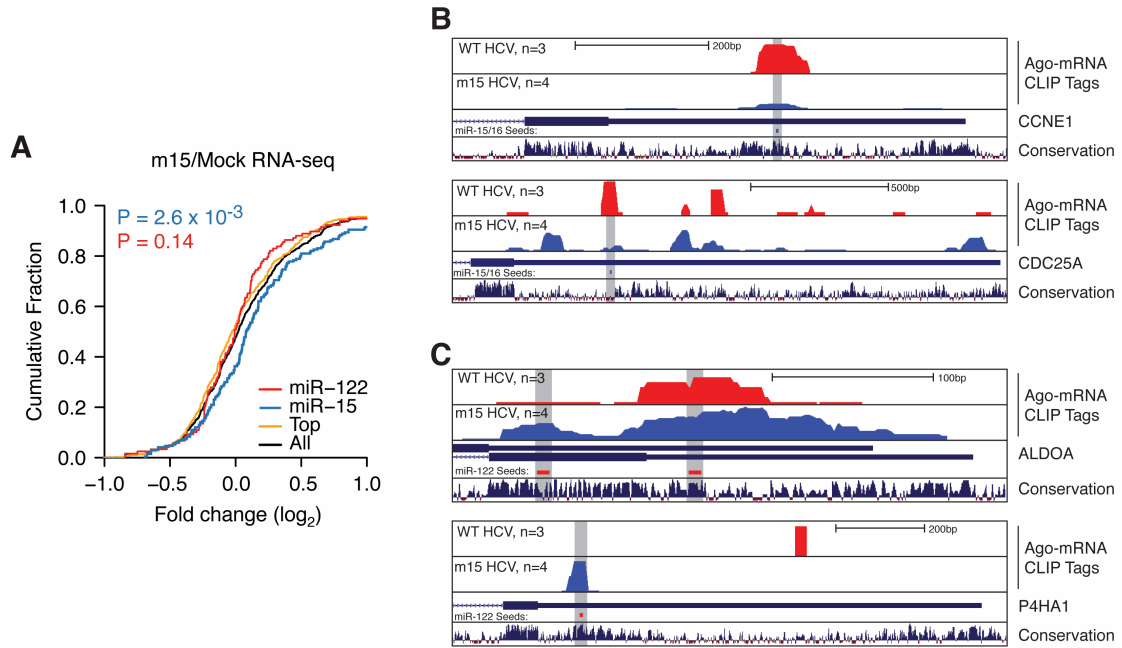 A
m15/Mock RNA-seq
P = 2.6 x 10-3
P = 0.14
Cumulative Fraction
1.0
0.8
0.6
0.4
0.2
0.0
miR−122
miR−15
Top
All
−1.0 −0.5 0.0 0.5 1.0
Fold change (log2)
B
WT HCV, n=3
200bp
m15 HCV, n=4
Ago-mRNA
CLIP Tags
CCNE1
miR-15/16 Seeds:
Conservation
WT HCV, n=3
500bp
m15 HCV, n=4
Ago-mRNA
CLIP Tags
CDC25A
miR-15/16 Seeds:
Conservation
C
WT HCV, n=3
100bp
m15 HCV, n=4
Ago-mRNA
CLIP Tags
ALDOA
miR-122 Seeds:
Conservation
WT HCV, n=3
200bp
m15 HCV, n=4
Ago-mRNA
CLIP Tags
P4HA1
miR-122 Seeds:
Conservation